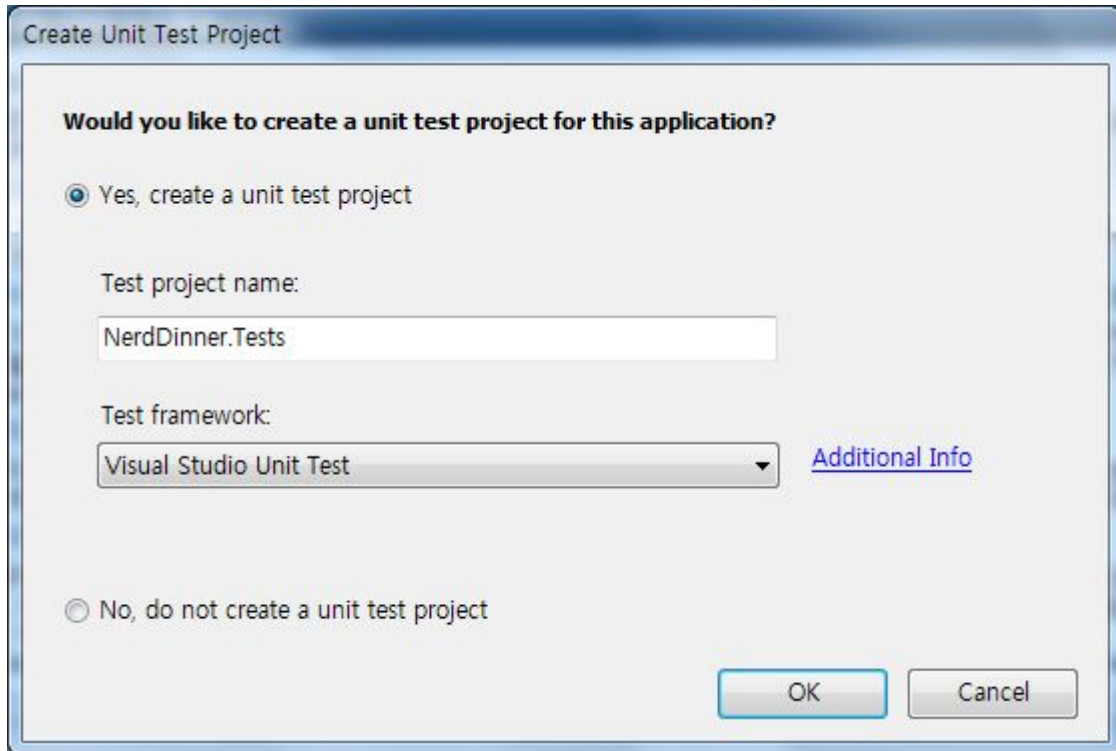 Create Unit Test Project
Would you like to create a unit test project for this application?
Yes, create a unit test project
Test project name:
NerdDinner.Tests
Test framework:
Visual Studio Unit Test
Additional Info
No, do not create a unit test project
OK
Cancel